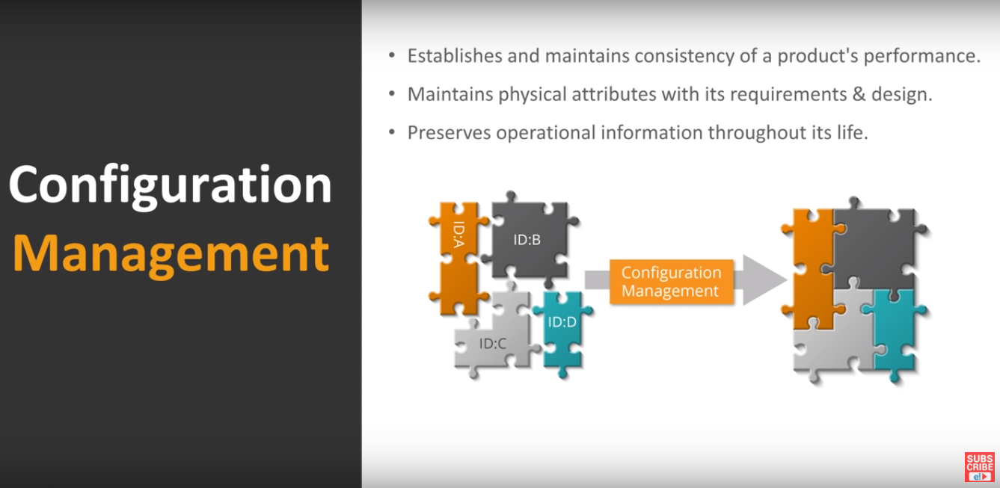 Configuration
Management
• Establishes and maintains consistency of a product's performance.
• Maintains physical attributes with its requirements & design.
• Preserves operational information throughout its life.
ID:A
ID:B
ID:C
ID:D
Configuration
Management
SUBS
CRIBE
e!